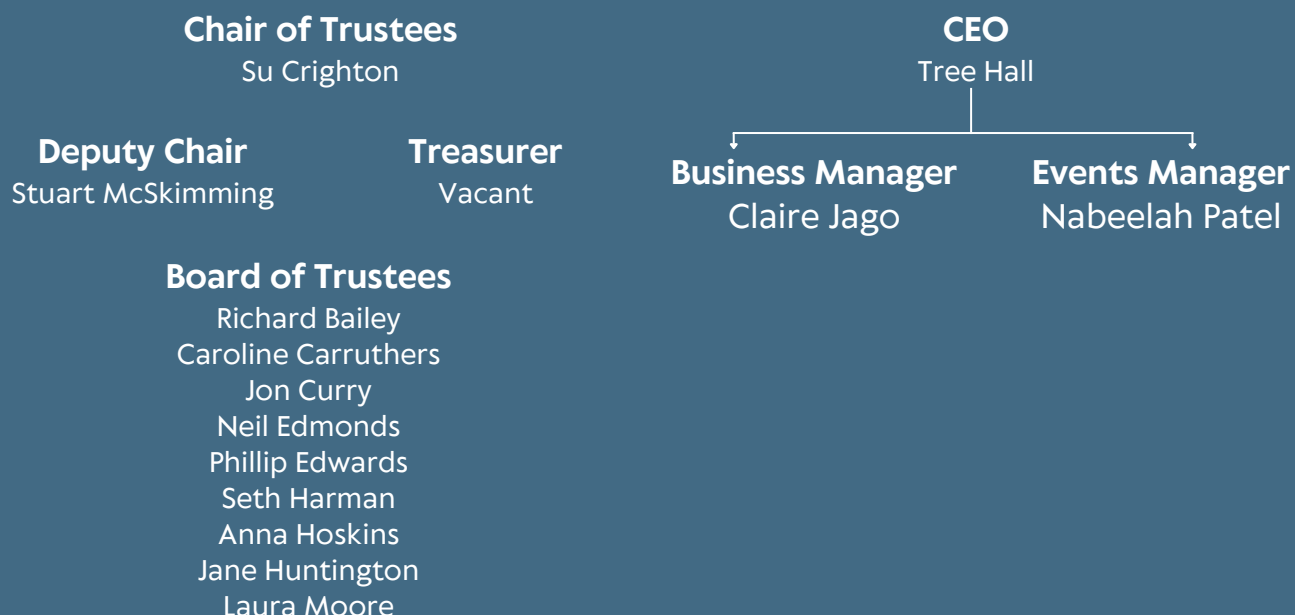 Chair of Trustees
Su Crighton
Deputy Chair
Stuart McSkimming
Treasurer
Vacant
Board of Trustees
Richard Bailey
Caroline Carruthers
Jon Curry
Neil Edmonds
Phillip Edwards
Seth Harman
Anna Hoskins
Jane Huntington
Laura Moore
CEO
Tree Hall
Business Manager
Claire Jago
Events Manager
Nabeelah Patel